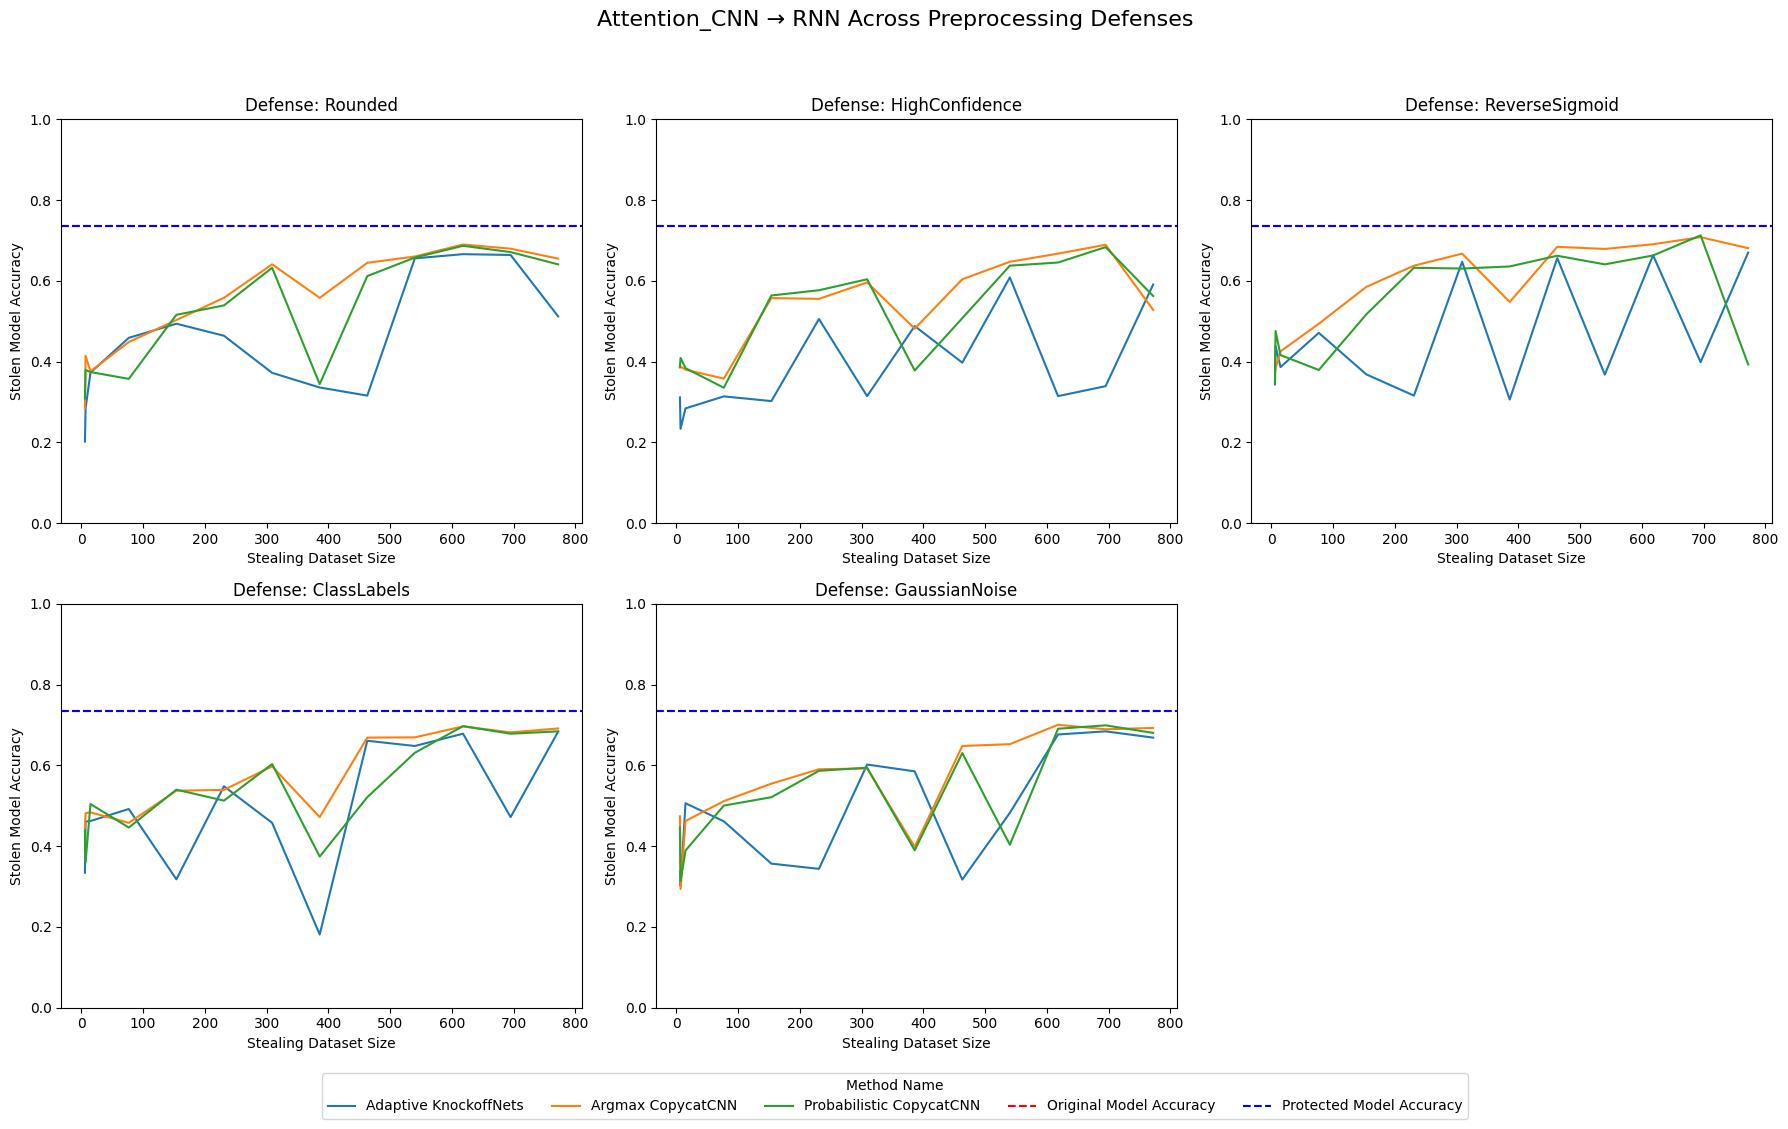 Attention_CNN → RNN Across Preprocessing Defenses
Defense: Rounded
1.0
0.8
0.6
0.4
0.2
0.0
Stolen Model Accuracy
0 100 200 300 400 500 600 700 800
Stealing Dataset Size
Defense: HighConfidence
1.0
0.8
0.6
0.4
0.2
0.0
Stolen Model Accuracy
0 100 200 300 400 500 600 700 800
Stealing Dataset Size
Defense: ReverseSigmoid
1.0
0.8
0.6
0.4
0.2
0.0
Stolen Model Accuracy
0 100 200 300 400 500 600 700 800
Stealing Dataset Size
Defense: ClassLabels
1.0
0.8
0.6
0.4
0.2
0.0
Stolen Model Accuracy
0 100 200 300 400 500 600 700 800
Stealing Dataset Size
Defense: GaussianNoise
1.0
0.8
0.6
0.4
0.2
0.0
Stolen Model Accuracy
0 100 200 300 400 500 600 700 800
Stealing Dataset Size
Method Name
Adaptive KnockoffNets Argmax CopycatCNN Probabilistic CopycatCNN Original Model Accuracy Protected Model Accuracy